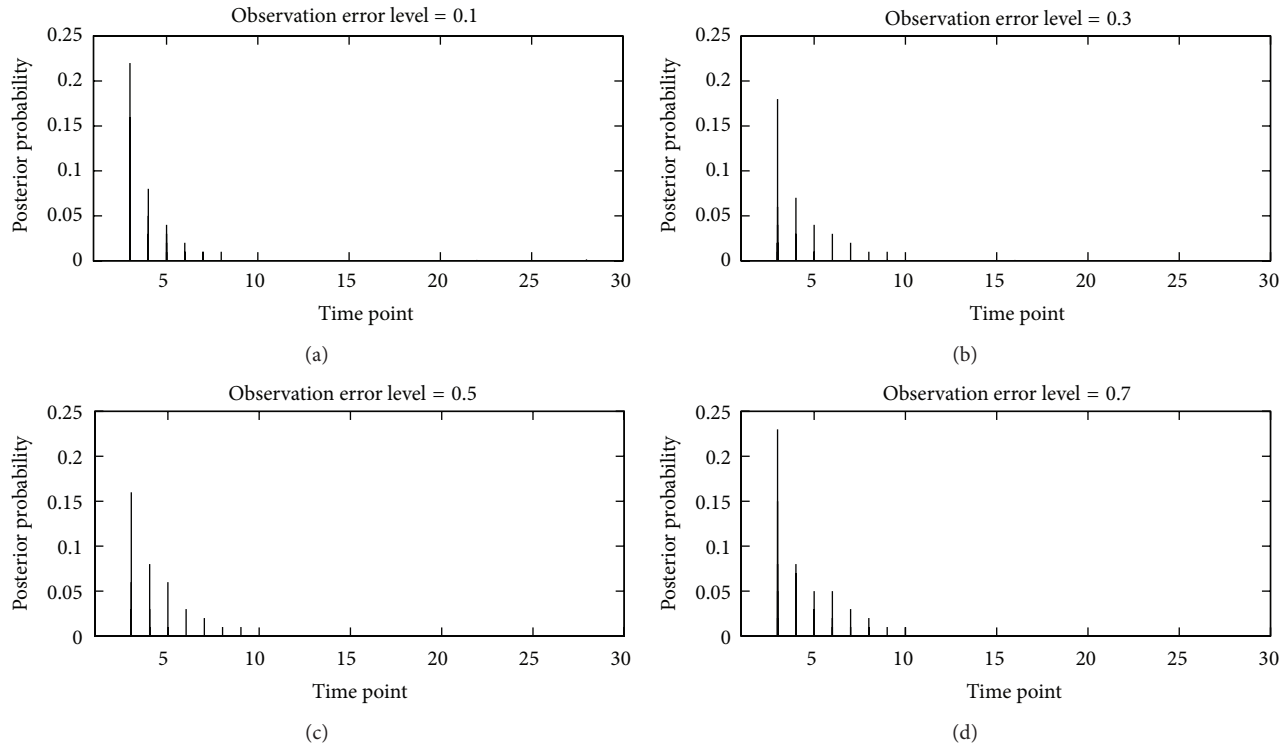 Observation error level = 0.1
0.25
0.2
0.15
0.1
0.05
0
Posterior probability
5 10 15 20 25 30
Time point
(a)
Observation error level = 0.3
0.25
0.2
0.15
0.1
0.05
0
Posterior probability
5 10 15 20 25 30
Time point
(b)
Observation error level = 0.5
0.25
0.2
0.15
0.1
0.05
0
Posterior probability
5 10 15 20 25 30
Time point
(c)
Observation error level = 0.7
0.25
0.2
0.15
0.1
0.05
0
Posterior probability
5 10 15 20 25 30
Time point
(d)